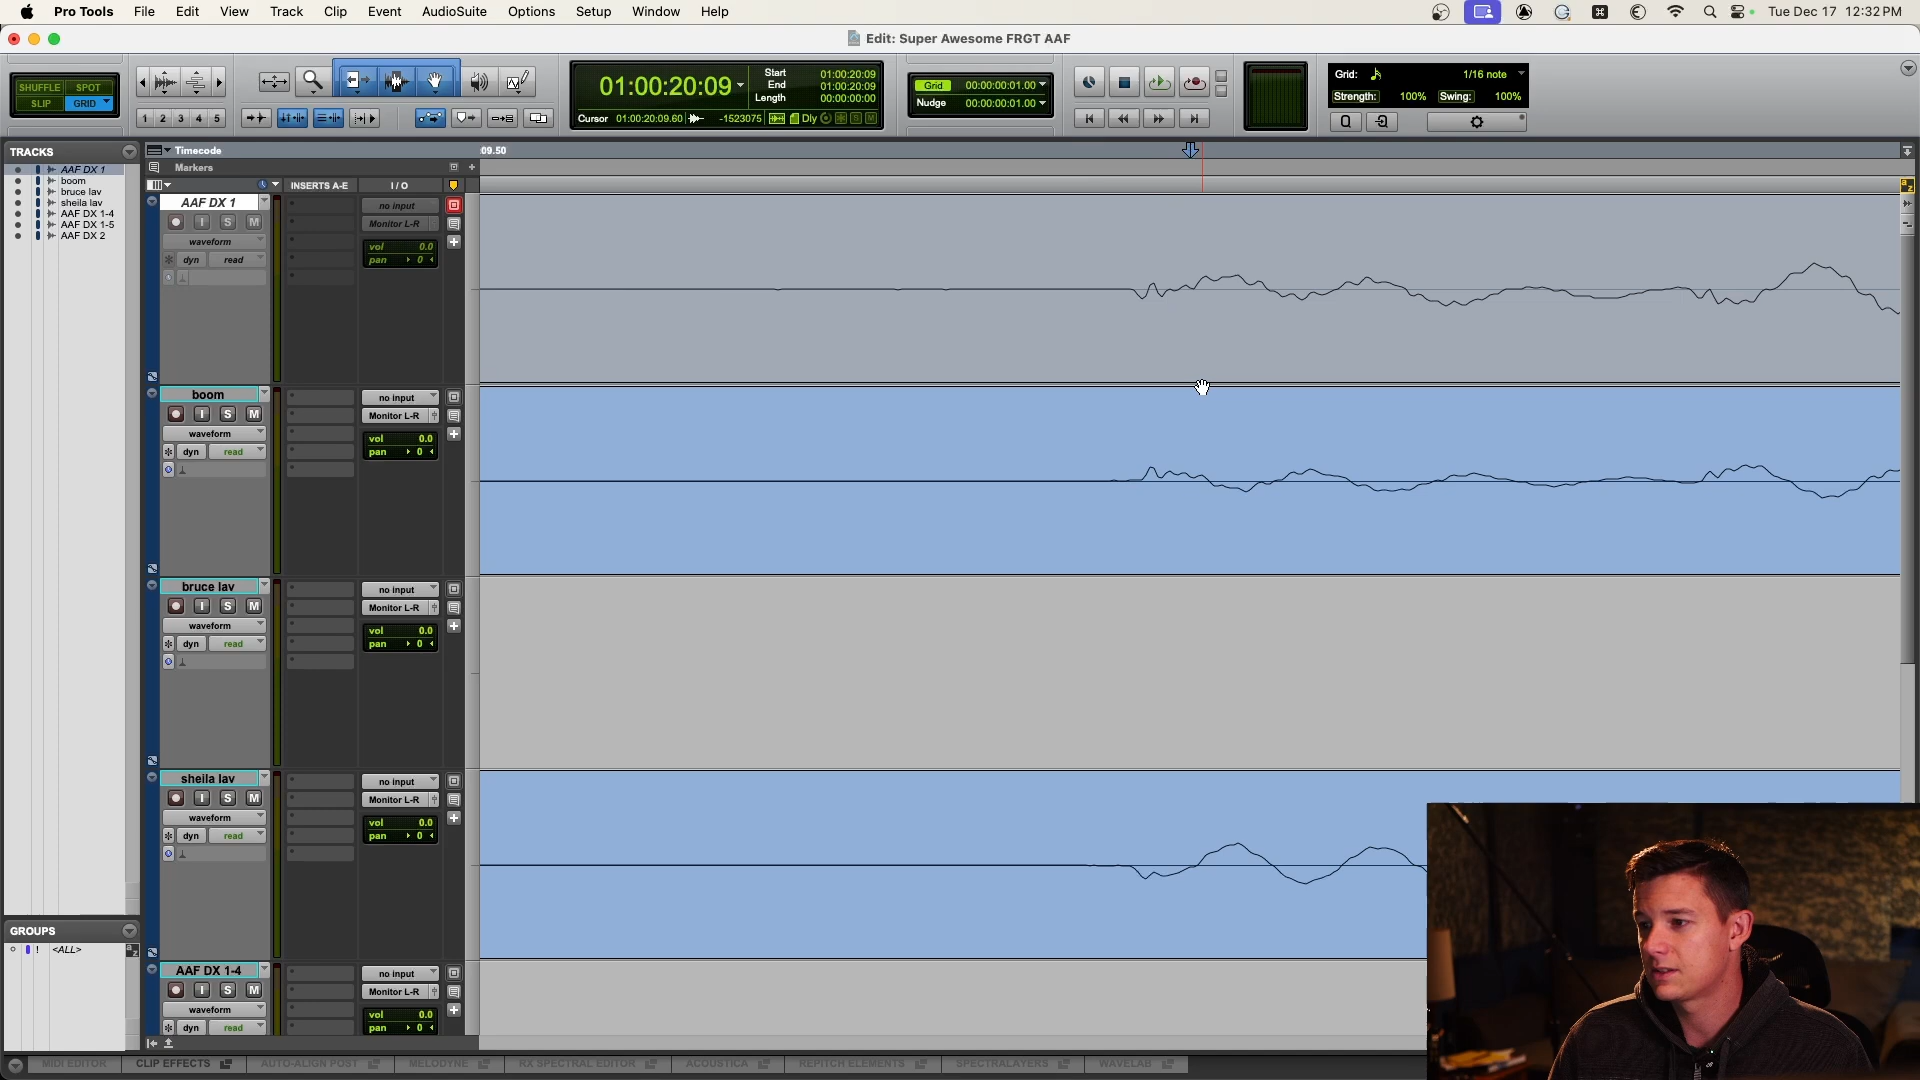 Pro Tools File Edit View Track Clip Event AudioSuite Options Setup Window Help Tue Dec 17 12:32 PM
Edit: Super Awesome FRGT AAF
SHUFFLE SPOT
SLIP GRID
1 2 3 4 5
01:00:20:09
Start 01:00:20:09
End 01:00:20:09
Length 00:00:00:00
Cursor 01:00:20:09.60 -1523075 Dly
Grid 00:00:00:01.00
Nudge 00:00:00:01.00
Grid: 1/16 note
Strength: 100% Swing: 100%
Q
TRACKS
AAF DX 1
boom
bruce lav
sheila lav
AAF DX 1-4
AAF DX 1-5
AAF DX 2
GROUPS
! <ALL>
Timecode :09.50
Markers
INSERTS A-E I / O
AAF DX 1 no input
I S M Monitor L-R
waveform vol 0.0
dyn read pan 0
boom no input
I S M Monitor L-R
waveform vol 0.0
dyn read pan 0
bruce lav no input
I S M Monitor L-R
waveform vol 0.0
dyn read pan 0
sheila lav no input
I S M Monitor L-R
waveform vol 0.0
dyn read pan 0
AAF DX 1-4 no input
I S M Monitor L-R
waveform vol 0.0
dyn read pan 0
MIDI EDITOR CLIP EFFECTS AUTO-ALIGN POST MELODYNE RX SPECTRAL EDITOR ACOUSTICA REPITCH ELEMENTS SPECTRALAYERS WAVELAB